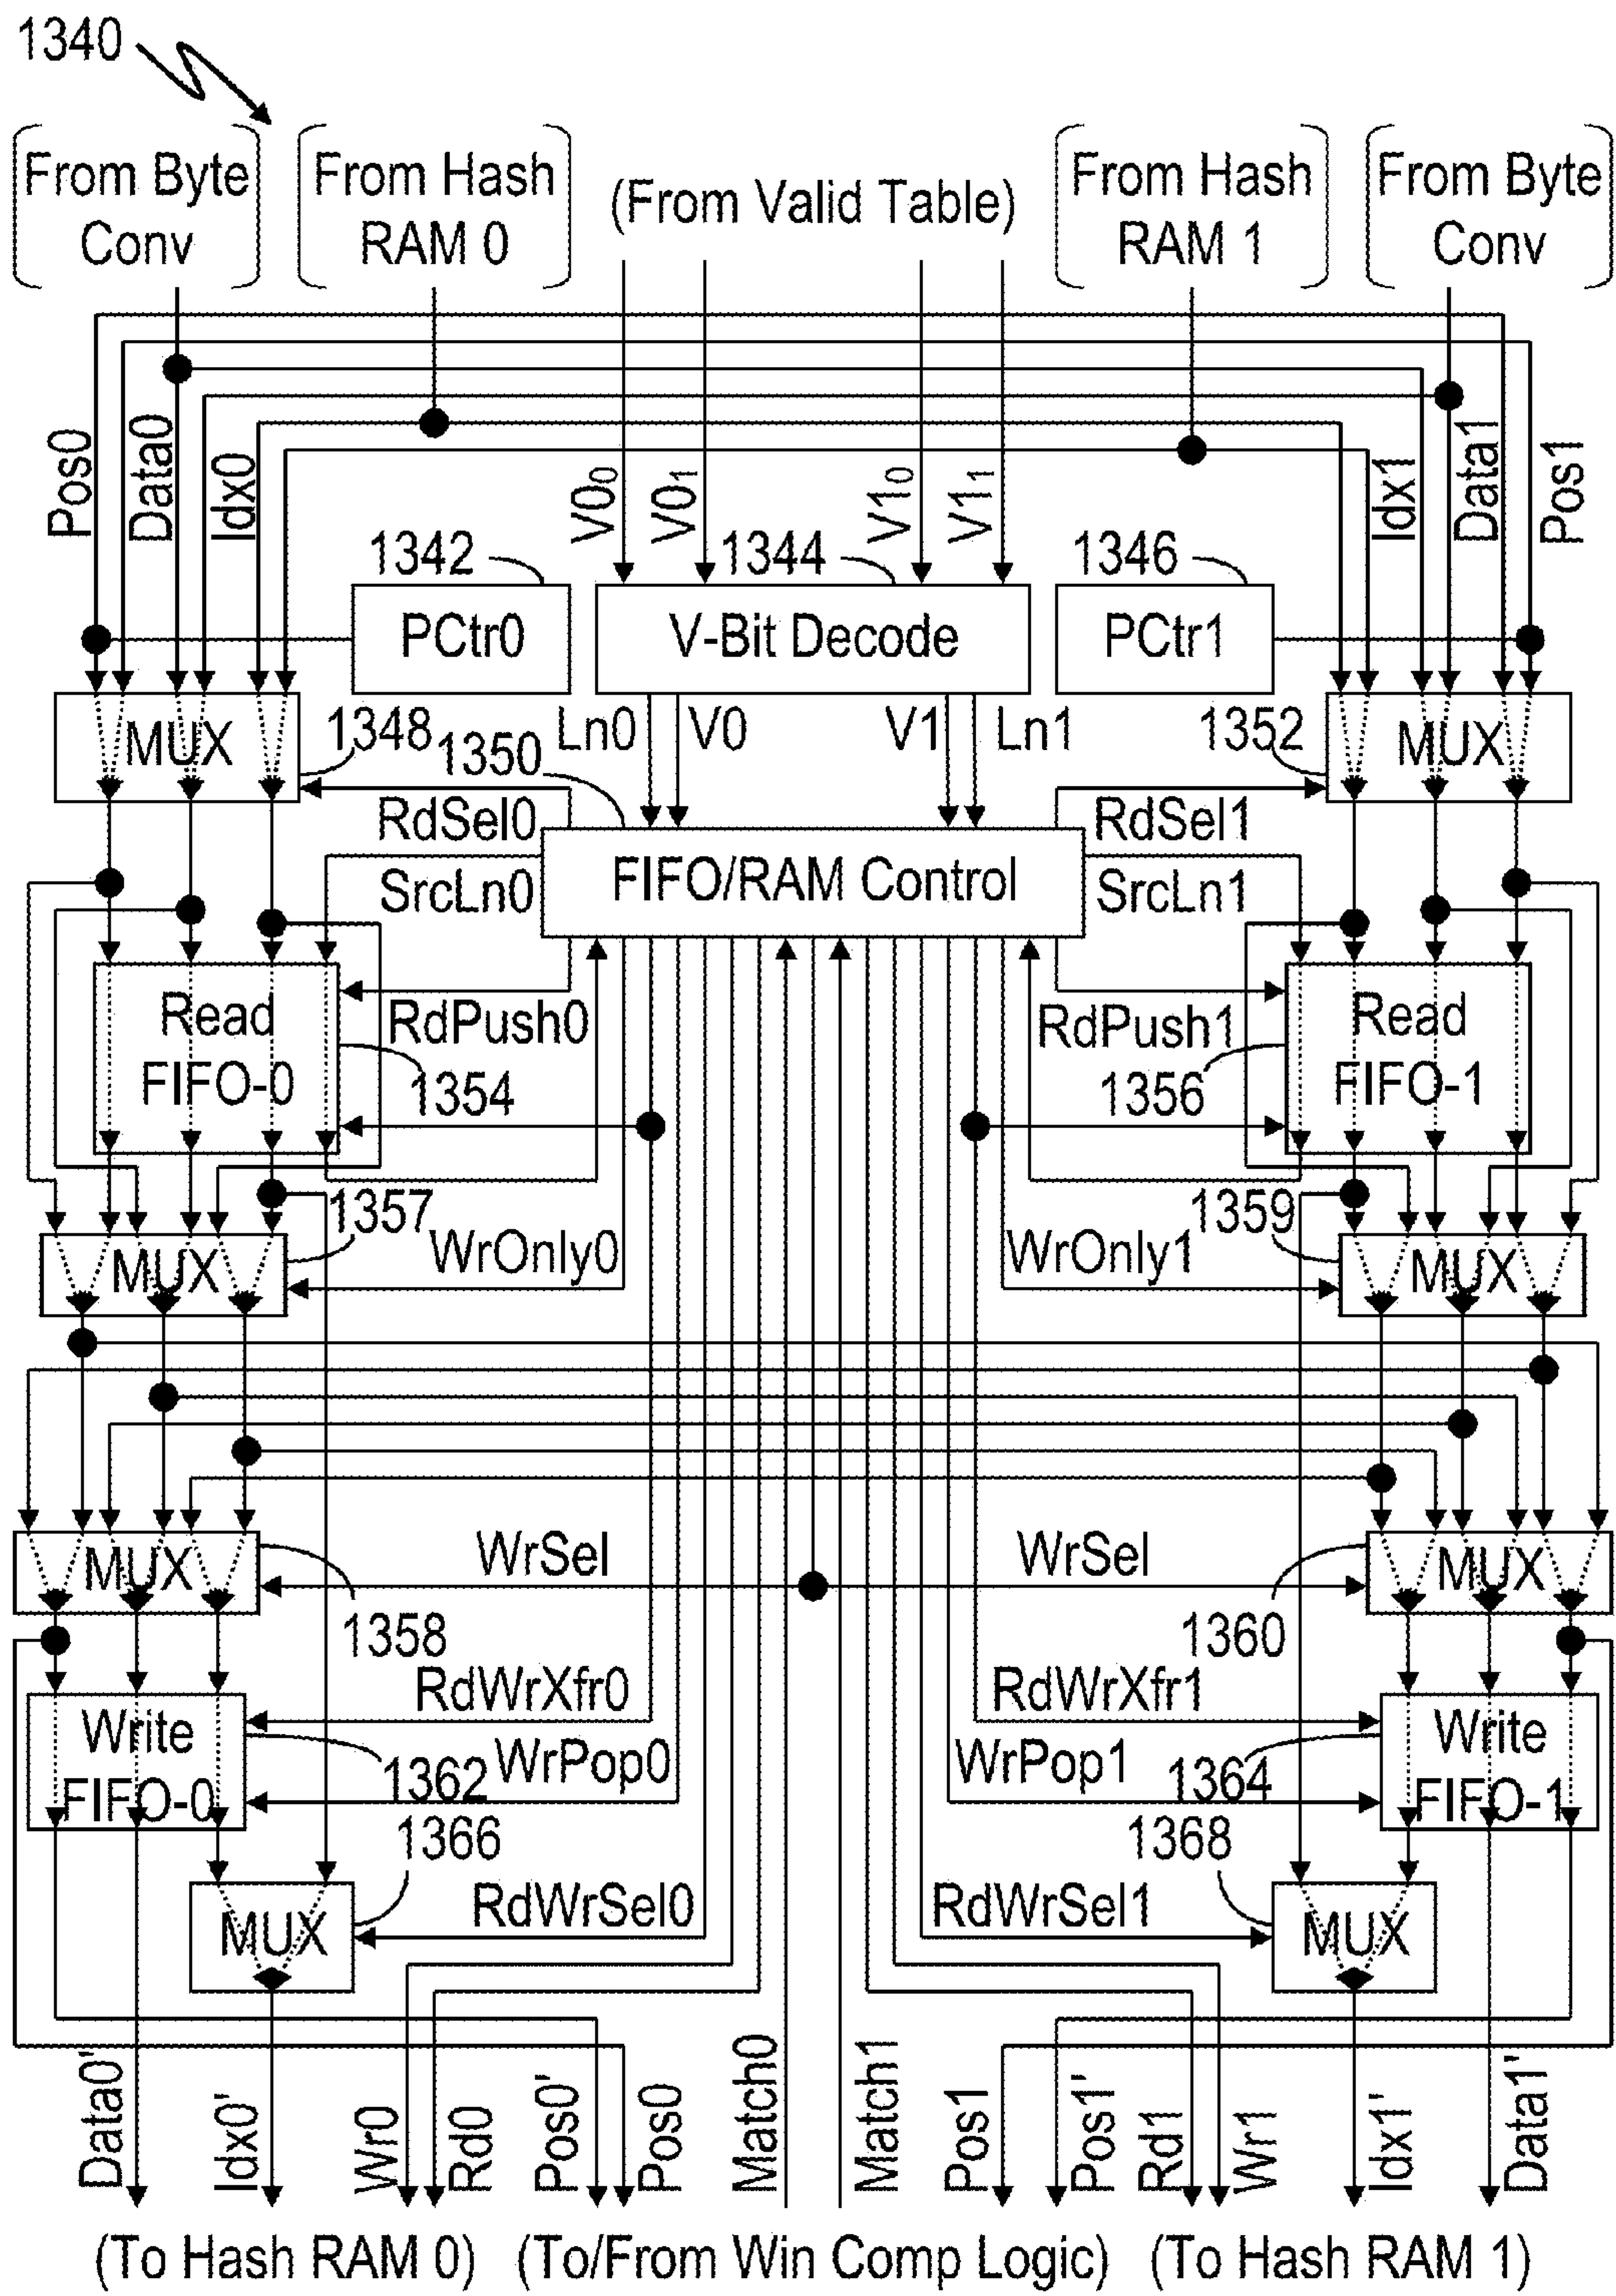 1340
From Byte
Conv
From Hash
RAM 0
(From Valid Table)
From Hash
RAM 1
From Byte
Conv
Pos0
Data0
Idx0
V0₀
V0₁
V1₀
V1₁
Idx1
Data1
Pos1
1342
1344
1346
PCtr0
V-Bit Decode
PCtr1
MUX
1348
1350
Ln0
V0
V1
Ln1
1352
MUX
RdSel0
RdSel1
FIFO/RAM Control
SrcLn0
SrcLn1
Read
FIFO-0
RdPush0
1354
RdPush1
1356
Read
FIFO-1
1357
1359
MUX
WrOnly0
WrOnly1
MUX
MUX
WrSel
WrSel
MUX
1358
1360
RdWrXfr0
RdWrXfr1
Write
FIFO-0
1362
WrPop0
WrPop1
1364
Write
FIFO-1
1366
1368
MUX
RdWrSel0
RdWrSel1
MUX
Data0'
Idx0'
Wr0
Rd0
Pos0'
Pos0
Match0
Match1
Pos1
Pos1'
Rd1
Wr1
Idx1'
Data1'
(To Hash RAM 0)
(To/From Win Comp Logic)
(To Hash RAM 1)